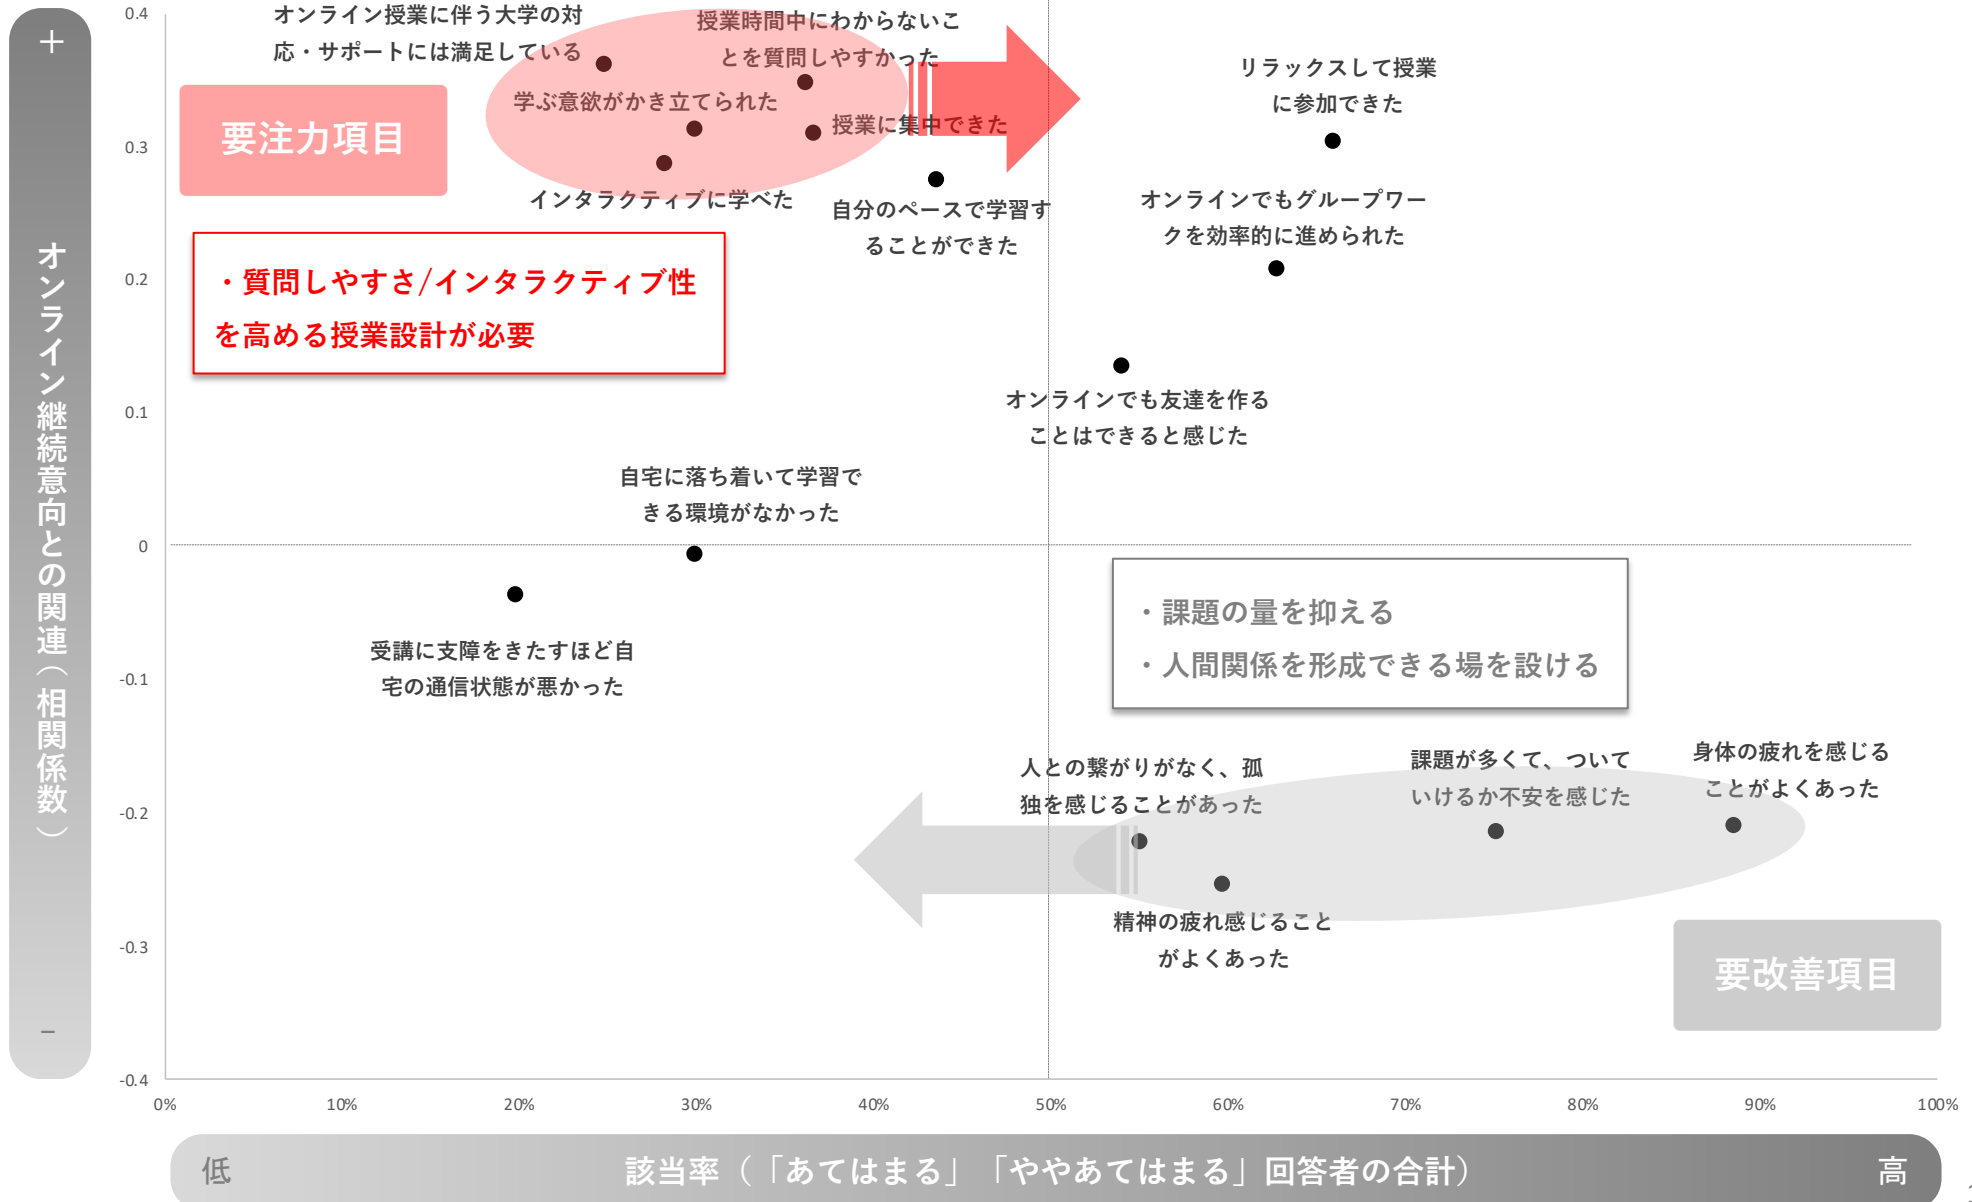 ＋
オンライン継続意向との関連（相関係数）
−
0.4
0.3
0.2
0.1
0
-0.1
-0.2
-0.3
-0.4
オンライン授業に伴う大学の対
応・サポートには満足している
授業時間中にわからないこ
とを質問しやすかった
学ぶ意欲がかき立てられた
授業に集中できた
インタラクティブに学べた
自分のペースで学習す
ることができた
リラックスして授業
に参加できた
オンラインでもグループワー
クを効率的に進められた
要注力項目
・質問しやすさ/インタラクティブ性
を高める授業設計が必要
オンラインでも友達を作る
ことはできると感じた
自宅に落ち着いて学習で
きる環境がなかった
受講に支障をきたすほど自
宅の通信状態が悪かった
・課題の量を抑える
・人間関係を形成できる場を設ける
人との繋がりがなく、孤
独を感じることがあった
課題が多くて、ついて
いけるか不安を感じた
身体の疲れを感じる
ことがよくあった
精神の疲れ感じること
がよくあった
要改善項目
0%
10%
20%
30%
40%
50%
60%
70%
80%
90%
100%
低
該当率（「あてはまる」「ややあてはまる」回答者の合計）
高